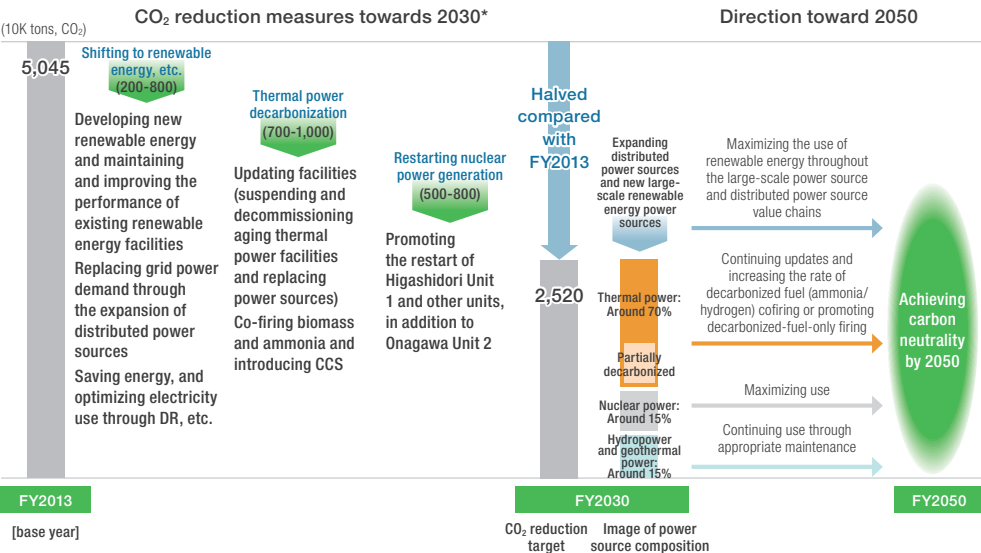 CO₂ reduction measures towards 2030*
Direction toward 2050
(10K tons, CO₂)
5,045
Shifting to renewable
energy, etc.
(200-800)
Developing new
renewable energy
and maintaining
and improving the
performance of
existing renewable
energy facilities
Replacing grid power
demand through
the expansion of
distributed power
sources
Saving energy, and
optimizing electricity
use through DR, etc.
Thermal power
decarbonization
(700-1,000)
Updating facilities
(suspending and
decommissioning
aging thermal
power facilities
and replacing
power sources)
Co-firing biomass
and ammonia and
introducing CCS
Restarting nuclear
power generation
(500-800)
Promoting
the restart of
Higashidori Unit
1 and other units,
in addition to
Onagawa Unit 2
Halved
compared
with
FY2013
2,520
Expanding
distributed
power sources
and new large-
scale renewable
energy power
sources
Thermal power:
Around 70%
Partially
decarbonized
Nuclear power:
Around 15%
Hydropower
and geothermal
power:
Around 15%
Maximizing the use of
renewable energy throughout
the large-scale power source
and distributed power source
value chains
Continuing updates and
increasing the rate of
decarbonized fuel (ammonia/
hydrogen) cofiring or promoting
decarbonized-fuel-only firing
Maximizing use
Continuing use through
appropriate maintenance
Achieving
carbon
neutrality
by 2050
FY2013
[base year]
FY2030
CO₂ reduction
target
Image of power
source composition
FY2050